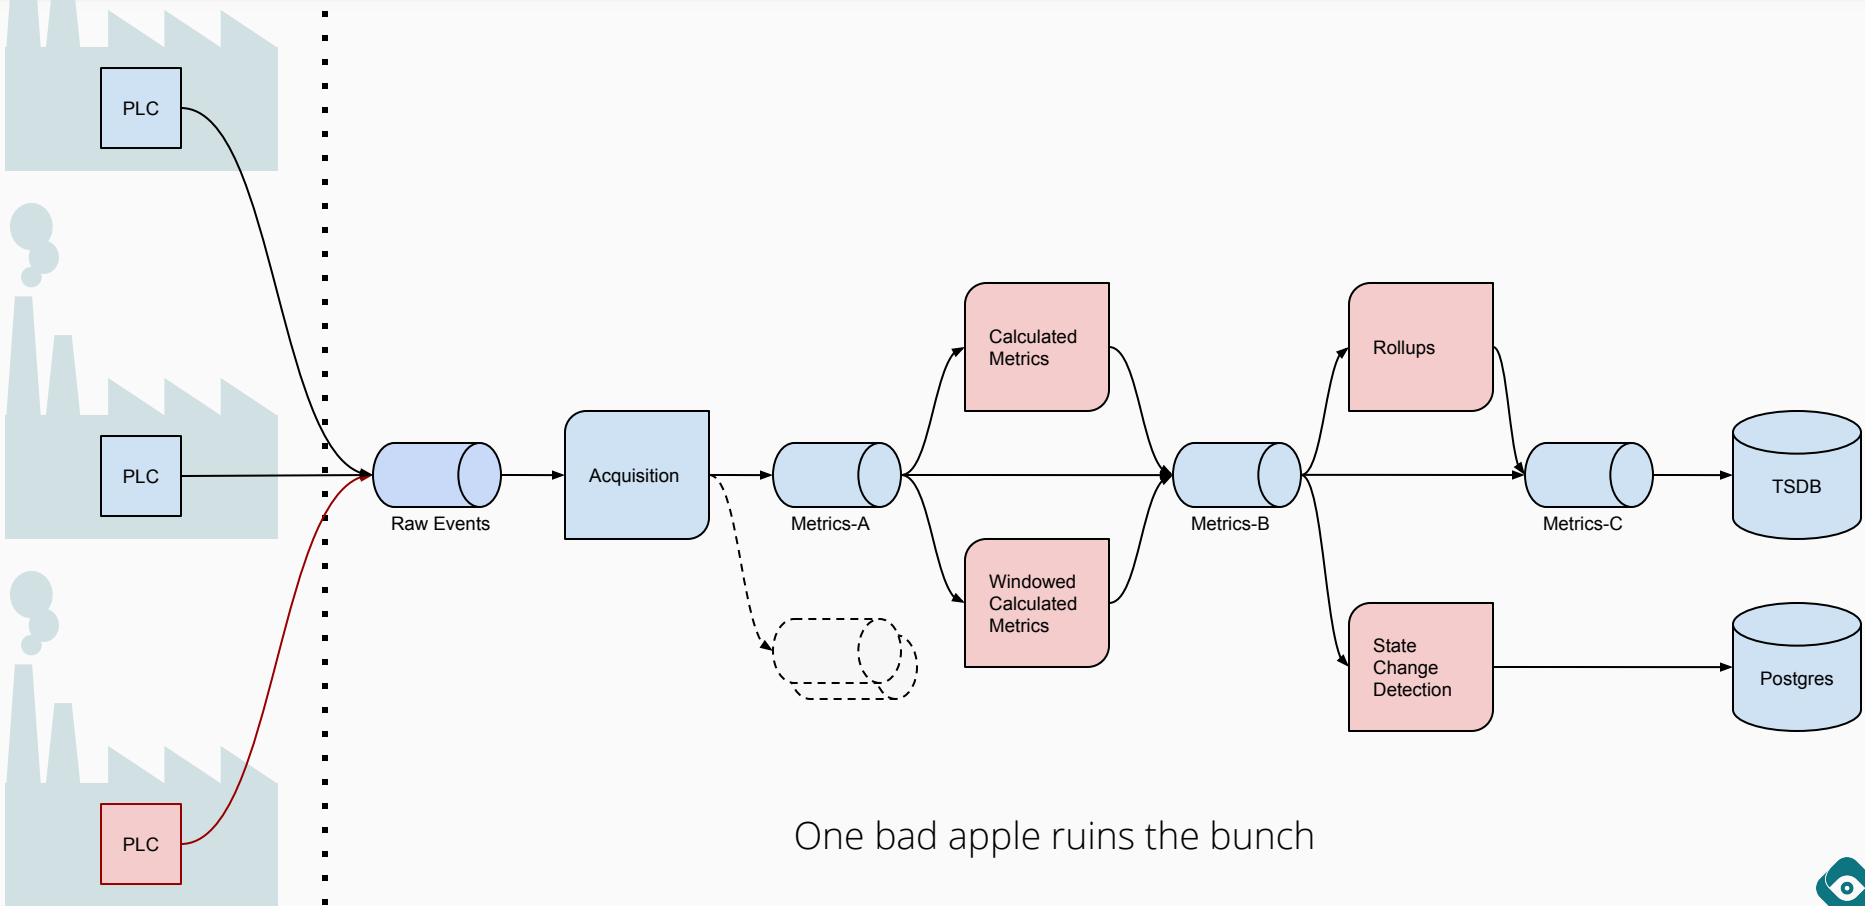 PLC
PLC
PLC
Raw Events
Acquisition
Metrics-A
Calculated
Metrics
Windowed
Calculated
Metrics
Metrics-B
Rollups
State
Change
Detection
Metrics-C
TSDB
Postgres
One bad apple ruins the bunch